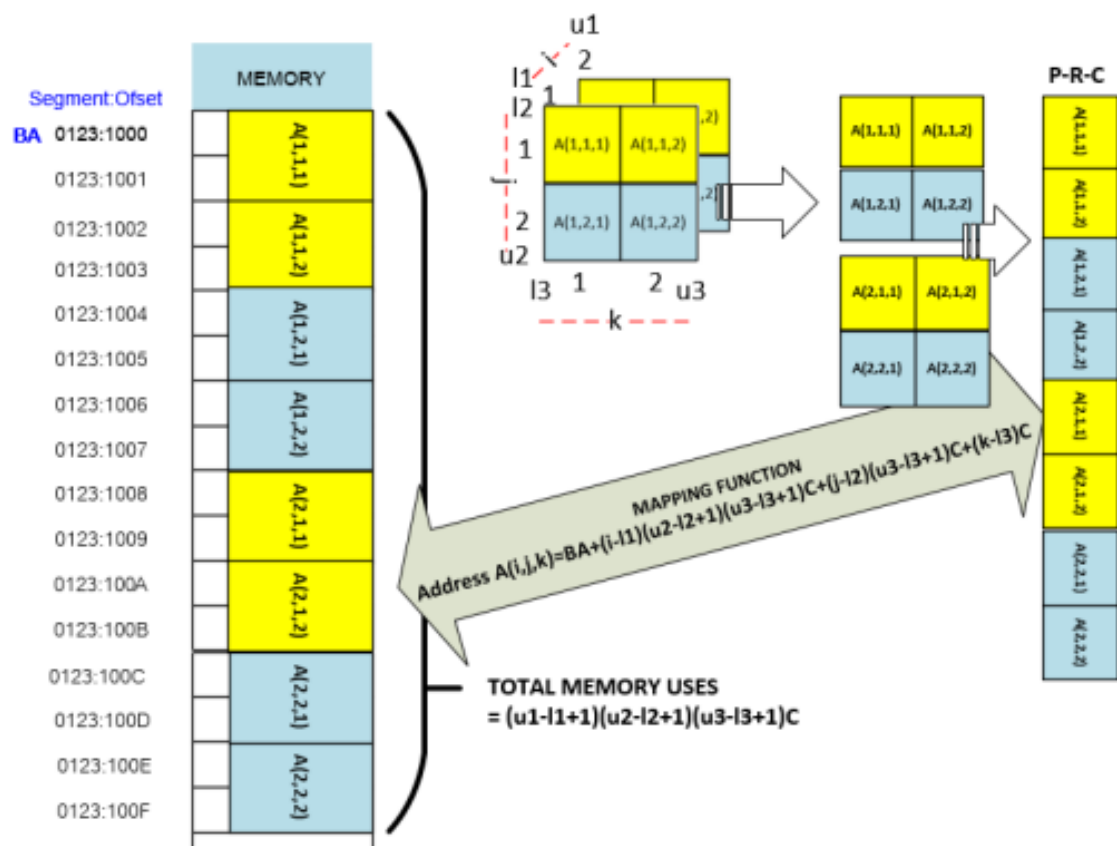 MEMORY
Segment:Ofset
BA 0123:1000
0123:1001
0123:1002
0123:1003
0123:1004
0123:1005
0123:1006
0123:1007
0123:1008
0123:1009
0123:100A
0123:100B
0123:100C
0123:100D
0123:100E
0123:100F
A(1,1,1)
A(1,1,2)
A(1,2,1)
A(1,2,2)
A(2,1,1)
A(2,1,2)
A(2,2,1)
A(2,2,2)
u1
i
2
l1
1
l2
1
j
2
u2
A(1,1,1) A(1,1,2)
A(1,2,1) A(1,2,2)
,2)
,2)
l3 1 2 u3
k
A(1,1,1) A(1,1,2)
A(1,2,1) A(1,2,2)
A(2,1,1) A(2,1,2)
A(2,2,1) A(2,2,2)
P-R-C
A(1,1,1)
A(1,1,2)
A(1,2,1)
A(1,2,2)
A(2,1,1)
A(2,1,2)
A(2,2,1)
A(2,2,2)
MAPPING FUNCTION
Address A(i,j,k)=BA+(i-l1)(u2-l2+1)(u3-l3+1)C+(j-l2)(u3-l3+1)C+(k-l3)C
TOTAL MEMORY USES
= (u1-l1+1)(u2-l2+1)(u3-l3+1)C